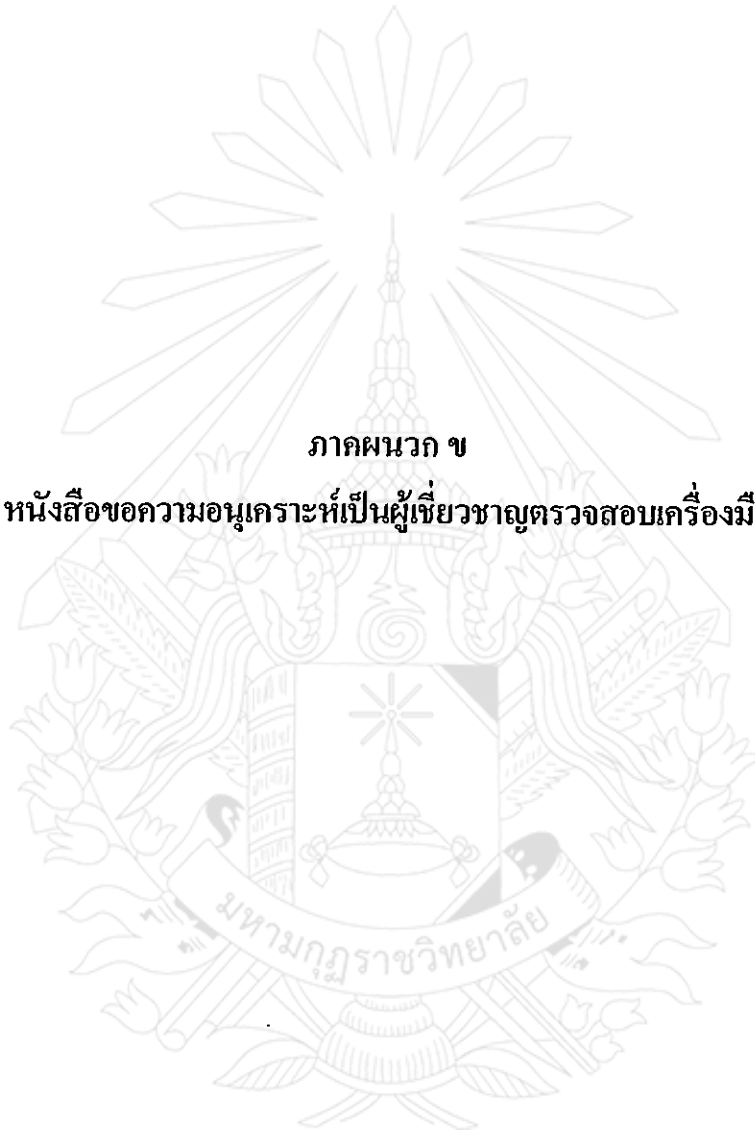 ภาคผนวก ข
หนังสือขอความอนุเคราะห์เป็นผู้เชี่ยวชาญตรวจสอบเครื่องมื
มหามกุฏราชวิทยาลัย